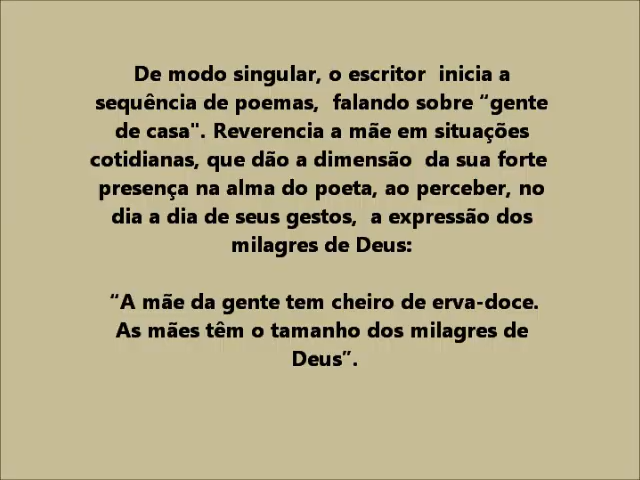 De modo singular, o escritor  inicia a
sequência de poemas,  falando sobre “gente
de casa". Reverencia a mãe em situações
cotidianas, que dão a dimensão  da sua forte
presença na alma do poeta, ao perceber, no
dia a dia de seus gestos,  a expressão dos
milagres de Deus:
“A mãe da gente tem cheiro de erva-doce.
As mães têm o tamanho dos milagres de
Deus”.